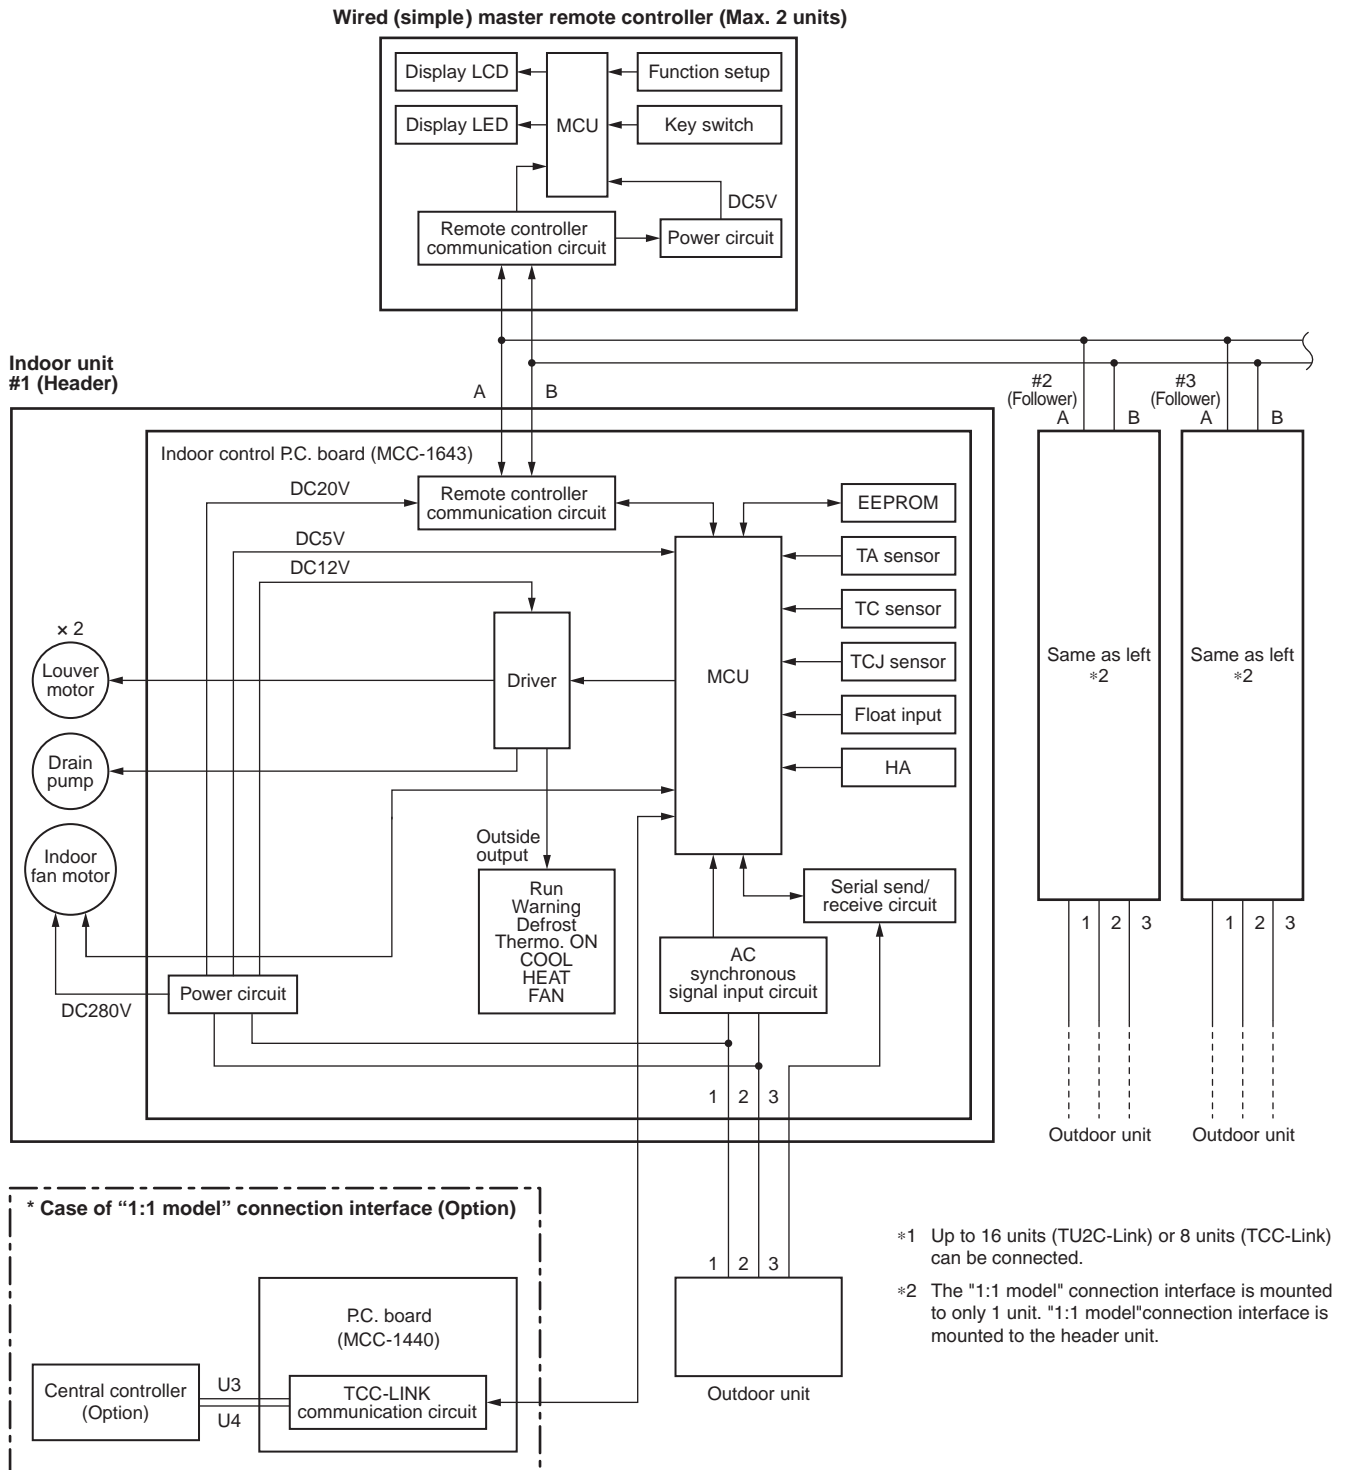 Wired (simple) master remote controller (Max. 2 units)
Display LCD
Function setup
Display LED
MCU
Key switch
DC5V
Remote controller
communication circuit
Power circuit
Indoor unit
#1 (Header)
A
B
#2
(Follower)
A
B
#3
(Follower)
A
B
Indoor control P.C. board (MCC-1643)
DC20V
Remote controller
communication circuit
EEPROM
DC5V
TA sensor
DC12V
TC sensor
× 2
Louver
motor
Driver
MCU
TCJ sensor
Same as left
*2
Same as left
*2
Float input
Drain
pump
HA
Outside
output
Indoor
fan motor
Run
Warning
Defrost
Thermo. ON
COOL
HEAT
FAN
Serial send/
receive circuit
AC
synchronous
signal input circuit
1
2
3
1
2
3
Power circuit
DC280V
1
2
3
Outdoor unit
Outdoor unit
* Case of “1:1 model” connection interface (Option)
1
2
3
P.C. board
(MCC-1440)
Central controller
(Option)
U3
U4
TCC-LINK
communication circuit
Outdoor unit
*1 Up to 16 units (TU2C-Link) or 8 units (TCC-Link)
can be connected.
*2 The "1:1 model" connection interface is mounted
to only 1 unit. "1:1 model"connection interface is
mounted to the header unit.